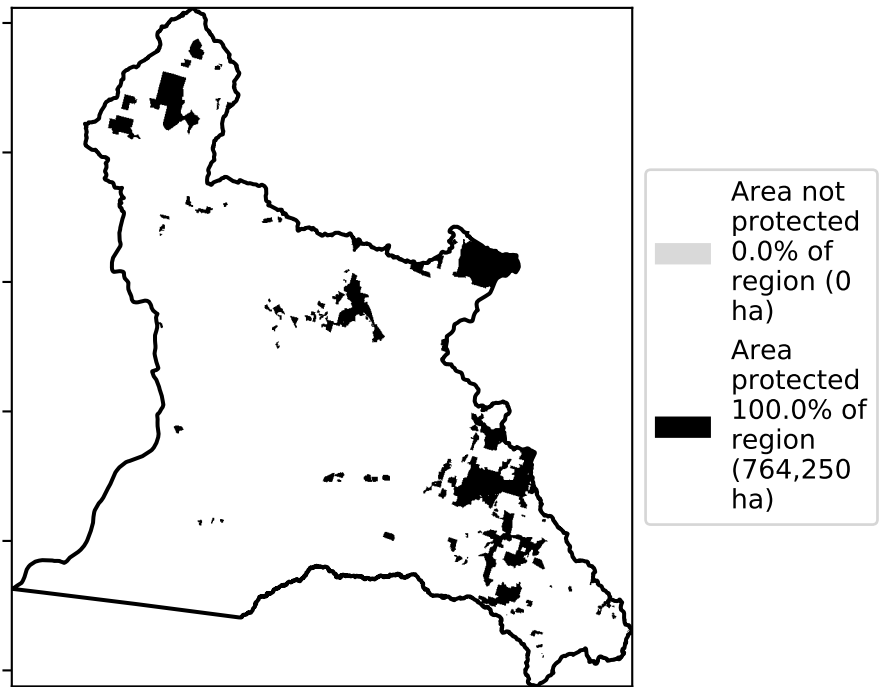 Area not
protected
0.0% of
region (0
ha)
Area
protected
100.0% of
region
(764,250
ha)